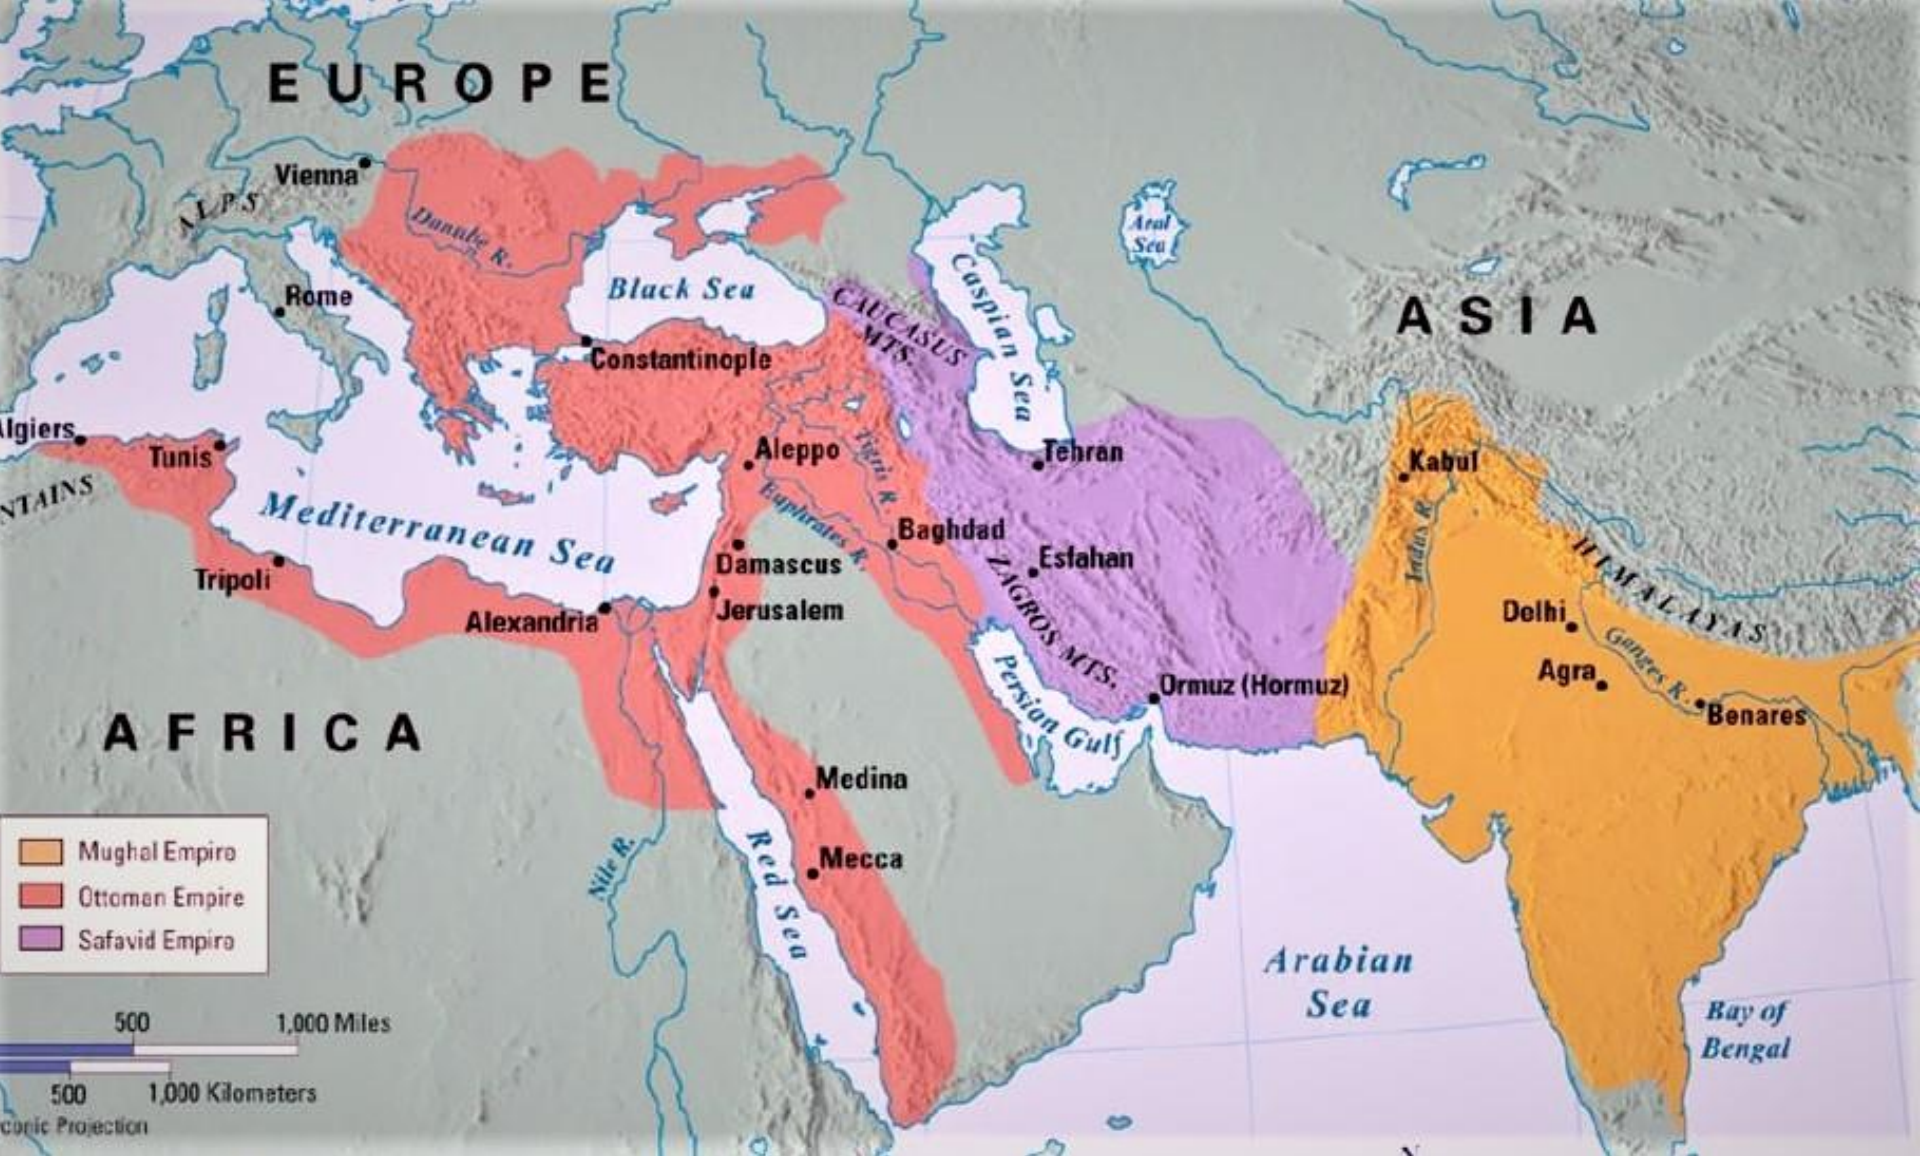 EUROPE
Vienna
ALPS
Danube R.
Rome
Black Sea
Constantinople
CAUCASUS
MTS.
Caspian Sea
Aral
Sea
ASIA
Algiers
Tunis
NTAINS
Mediterranean Sea
Tripoli
Alexandria
Aleppo
Tigris R.
Euphrates R.
Baghdad
Damascus
Jerusalem
Tehran
Esfahan
ZAGROS MTS.
Persian Gulf
Ormuz (Hormuz)
Kabul
Indus R.
HIMALAYAS
Delhi
Agra
Ganges R.
Benares
AFRICA
Medina
Mecca
Nile R.
Red Sea
Arabian
Sea
Bay of
Bengal
Mughal Empire
Ottoman Empire
Safavid Empire
500
1,000 Miles
500
1,000 Kilometers
conic Projection